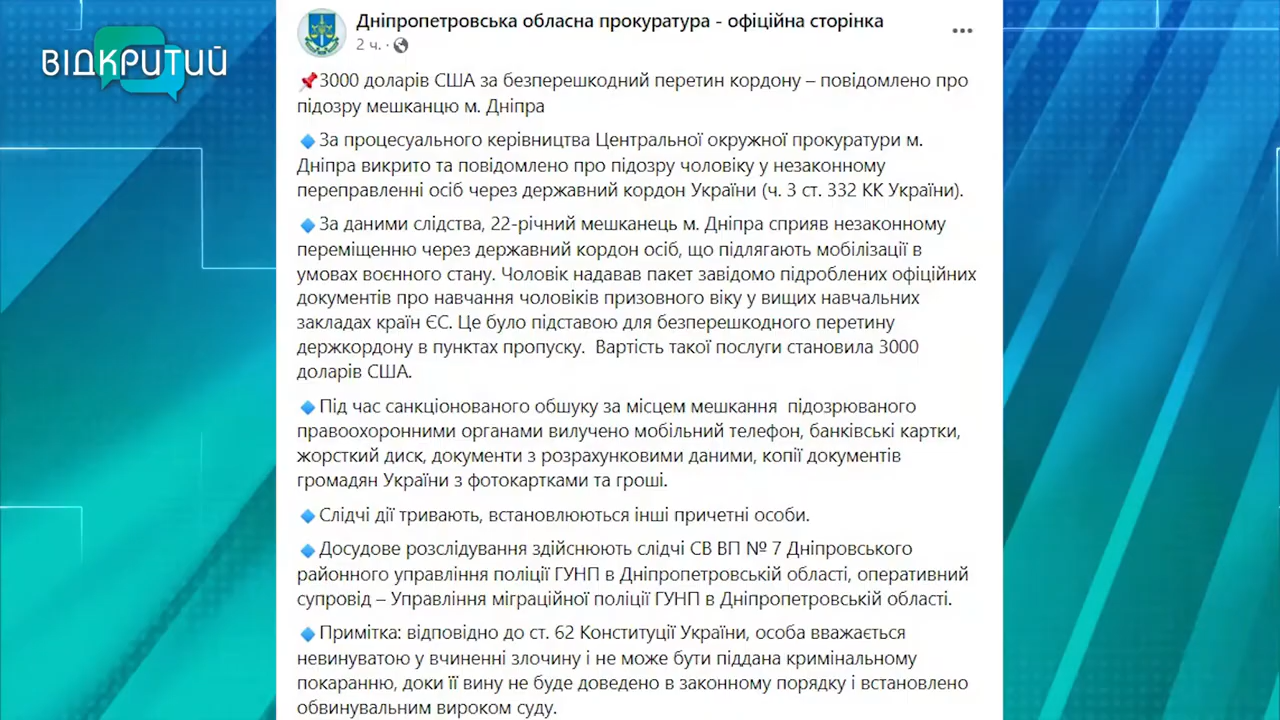 ВІДКРИТИЙ
Дніпропетровська обласна прокуратура - офіційна сторінка
2 ч. ·
3000 доларів США за безперешкодний перетин кордону – повідомлено про
підозру мешканцю м. Дніпра
За процесуального керівництва Центральної окружної прокуратури м.
Дніпра викрито та повідомлено про підозру чоловіку у незаконному
переправленні осіб через державний кордон України (ч. 3 ст. 332 КК України).
За даними слідства, 22-річний мешканець м. Дніпра сприяв незаконному
переміщенню через державний кордон осіб, що підлягають мобілізації в
умовах воєнного стану. Чоловік надавав пакет завідомо підроблених офіційних
документів про навчання чоловіків призовного віку у вищих навчальних
закладах країн ЄС. Це було підставою для безперешкодного перетину
держкордону в пунктах пропуску. Вартість такої послуги становила 3000
доларів США.
Під час санкціонованого обшуку за місцем мешкання підозрюваного
правоохоронними органами вилучено мобільний телефон, банківські картки,
жорсткий диск, документи з розрахунковими даними, копії документів
громадян України з фотокартками та гроші.
Слідчі дії тривають, встановлюються інші причетні особи.
Досудове розслідування здійснюють слідчі СВ ВП № 7 Дніпровського
районного управління поліції ГУНП в Дніпропетровській області, оперативний
супровід – Управління міграційної поліції ГУНП в Дніпропетровській області.
Примітка: відповідно до ст. 62 Конституції України, особа вважається
невинуватою у вчиненні злочину і не може бути піддана кримінальному
покаранню, доки її вину не буде доведено в законному порядку і встановлено
обвинувальним вироком суду.